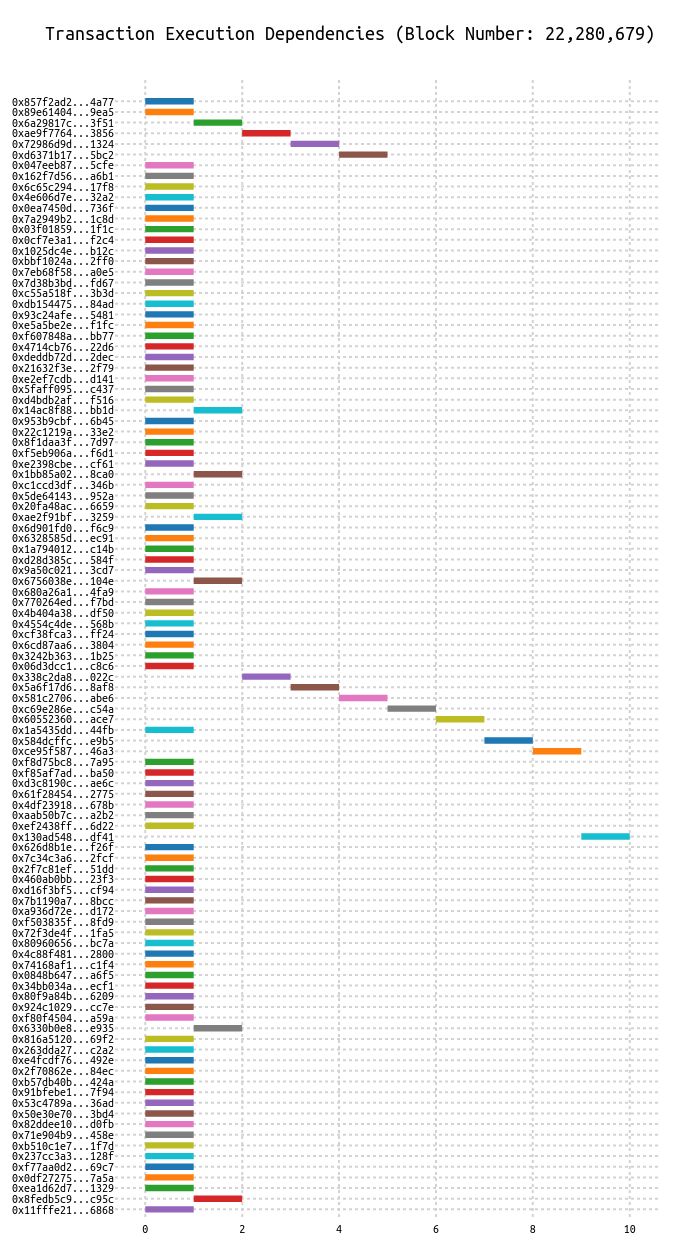 Transaction Execution Dependencies (Block Number: 22,280,679)
0x857f2ad2...4a77
0x89e61404...9ea5
0x6a29817c...3f51
0xae9f7764...3856
0x72986d9d...1324
0xd6371b17...5bc2
0x047eeb87...5cfe
0x162f7d56...a6b1
0x6c65c294...17f8
0x4e606d7e...32a2
0x0ea7450d...736f
0x7a2949b2...1c8d
0x03f01859...1f1c
0x0cf7e3a1...f2c4
0x1025dc4e...b12c
0xbbf1024a...2ff0
0x7eb68f58...a0e5
0x7d38b3bd...fd67
0xc55a518f...3b3d
0xdb154475...84ad
0x93c24afe...5481
0xe5a5be2e...f1fc
0xf607848a...bb77
0x4714cb76...22d6
0xdeddb72d...2dec
0x21632f3e...2f79
0xe2ef7cdb...d141
0x5faff095...c437
0xd4bdb2af...f516
0x14ac8f88...bb1d
0x953b9cbf...6b45
0x22c1219a...33e2
0x8f1daa3f...7d97
0xf5eb906a...f6d1
0xe2398cbe...cf61
0x1bb85a02...8ca0
0xc1ccd3df...346b
0x5de64143...952a
0x20fa48ac...6659
0xae2f91bf...3259
0x6d901fd0...f6c9
0x6328585d...ec91
0x1a794012...c14b
0xd28d385c...584f
0x9a50c021...3cd7
0x6756038e...104e
0x680a26a1...4fa9
0x770264ed...f7bd
0x4b404a38...df50
0x4554c4de...568b
0xcf38fca3...ff24
0x6cd87aa6...3804
0x3242b363...1b25
0x06d3dcc1...c8c6
0x338c2da8...022c
0x5a6f17d6...8af8
0x581c2706...abe6
0xc69e286e...c54a
0x60552360...ace7
0x1a5435dd...44fb
0x584dcffc...e9b5
0xce95f587...46a3
0xf8d75bc8...7a95
0xf85af7ad...ba50
0xd3c8190c...ae6c
0x61f28454...2775
0x4df23918...678b
0xaab50b7c...a2b2
0xef2438ff...6d22
0x130ad548...df41
0x626d8b1e...f26f
0x7c34c3a6...2fcf
0x2f7c81ef...51dd
0x460ab0bb...23f3
0xd16f3bf5...cf94
0x7b1190a7...8bcc
0xa936d72e...d172
0xf503835f...8fd9
0x72f3de4f...1fa5
0x80960656...bc7a
0x4c88f481...2800
0x74168af1...c1f4
0x0848b647...a6f5
0x34bb034a...ecf1
0x80f9a84b...6209
0x924c1029...cc7e
0xf80f4504...a59a
0x6330b0e8...e935
0x816a5120...69f2
0x263dda27...c2a2
0xe4fcdf76...492e
0x2f70862e...84ec
0xb57db40b...424a
0x91bfebe1...7f94
0x53c4789a...36ad
0x50e30e70...3bd4
0x82ddee10...d0fb
0x71e904b9...458e
0xb510c1e7...1f7d
0x237cc3a3...128f
0xf77aa0d2...69c7
0x0df27275...7a5a
0xea1d62d7...1329
0x8fedb5c9...c95c
0x11fffe21...6868
0 2 4 6 8 10